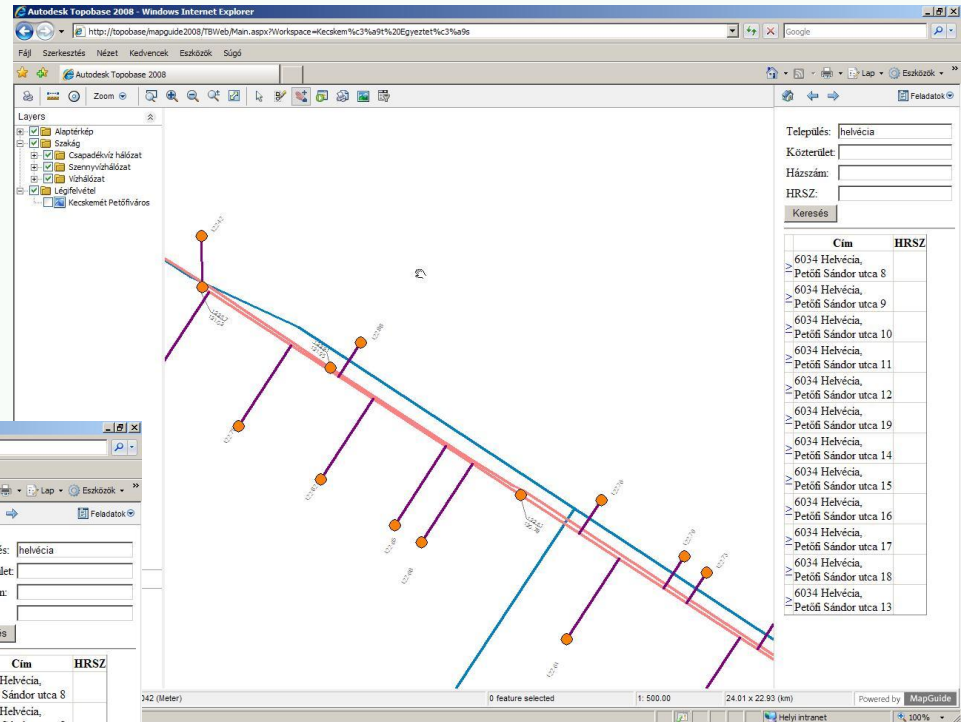 Autodesk Topobase 2008 - Windows Internet Explorer
http://topobase/mapguide2008/TBWeb/Main.aspx?Workspace=Kecskem%c3%a9t%20Egyeztet%c3%a9s
Google
Fájl Szerkesztés Nézet Kedvencek Eszközök Súgó
Autodesk Topobase 2008
Lap Eszközök
Zoom
Feladatok
Layers
Alaptérkép
Szakág
Csapadékvíz hálózat
Szennyvízhálózat
Vízhálózat
Légifelvétel
Kecskemét Petőfiváros
Település: helvécia
Közterület:
Házszám:
HRSZ:
Keresés
Cím HRSZ
> 6034 Helvécia,
Petőfi Sándor utca 8
> 6034 Helvécia,
Petőfi Sándor utca 9
> 6034 Helvécia,
Petőfi Sándor utca 10
> 6034 Helvécia,
Petőfi Sándor utca 11
> 6034 Helvécia,
Petőfi Sándor utca 12
> 6034 Helvécia,
Petőfi Sándor utca 19
> 6034 Helvécia,
Petőfi Sándor utca 14
> 6034 Helvécia,
Petőfi Sándor utca 15
> 6034 Helvécia,
Petőfi Sándor utca 16
> 6034 Helvécia,
Petőfi Sándor utca 17
> 6034 Helvécia,
Petőfi Sándor utca 18
> 6034 Helvécia,
Petőfi Sándor utca 13
Lap Eszközök
Feladatok
és: helvécia
let:
m:
és
Cím HRSZ
Helvécia,
Sándor utca 8
Helvécia,
042 (Meter)
0 feature selected
1: 500.00
24.01 x 22.93 (km)
Powered by MapGuide
Helyi intranet
100%